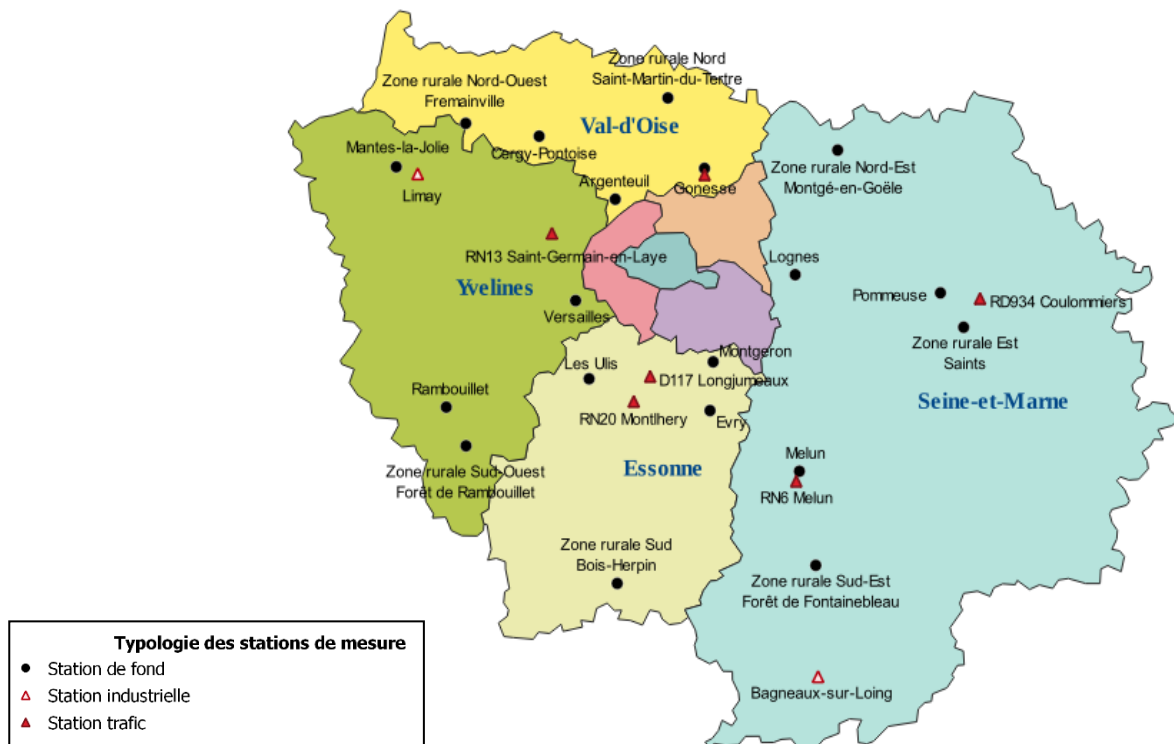 Zone rurale Nord
Saint-Martin-du-Tertre
Zone rurale Nord-Ouest
Fremainville
Val-d'Oise
Mantes-la-Jolie
Cergy-Pontoise
Limay
Argenteuil
Gonesse
Zone rurale Nord-Est
Montgé-en-Goële
RN13 Saint-Germain-en-Laye
Lognes
Yvelines
Pommeuse
RD934 Coulommiers
Versailles
Zone rurale Est
Saints
Montgeron
Les Ulis
D117 Longjumeaux
Rambouillet
RN20 Montlhery
Evry
Seine-et-Marne
Melun
Zone rurale Sud-Ouest
Forêt de Rambouillet
Essonne
RN6 Melun
Zone rurale Sud
Bois-Herpin
Zone rurale Sud-Est
Forêt de Fontainebleau
Bagneaux-sur-Loing
Typologie des stations de mesure
Station de fond
Station industrielle
Station trafic